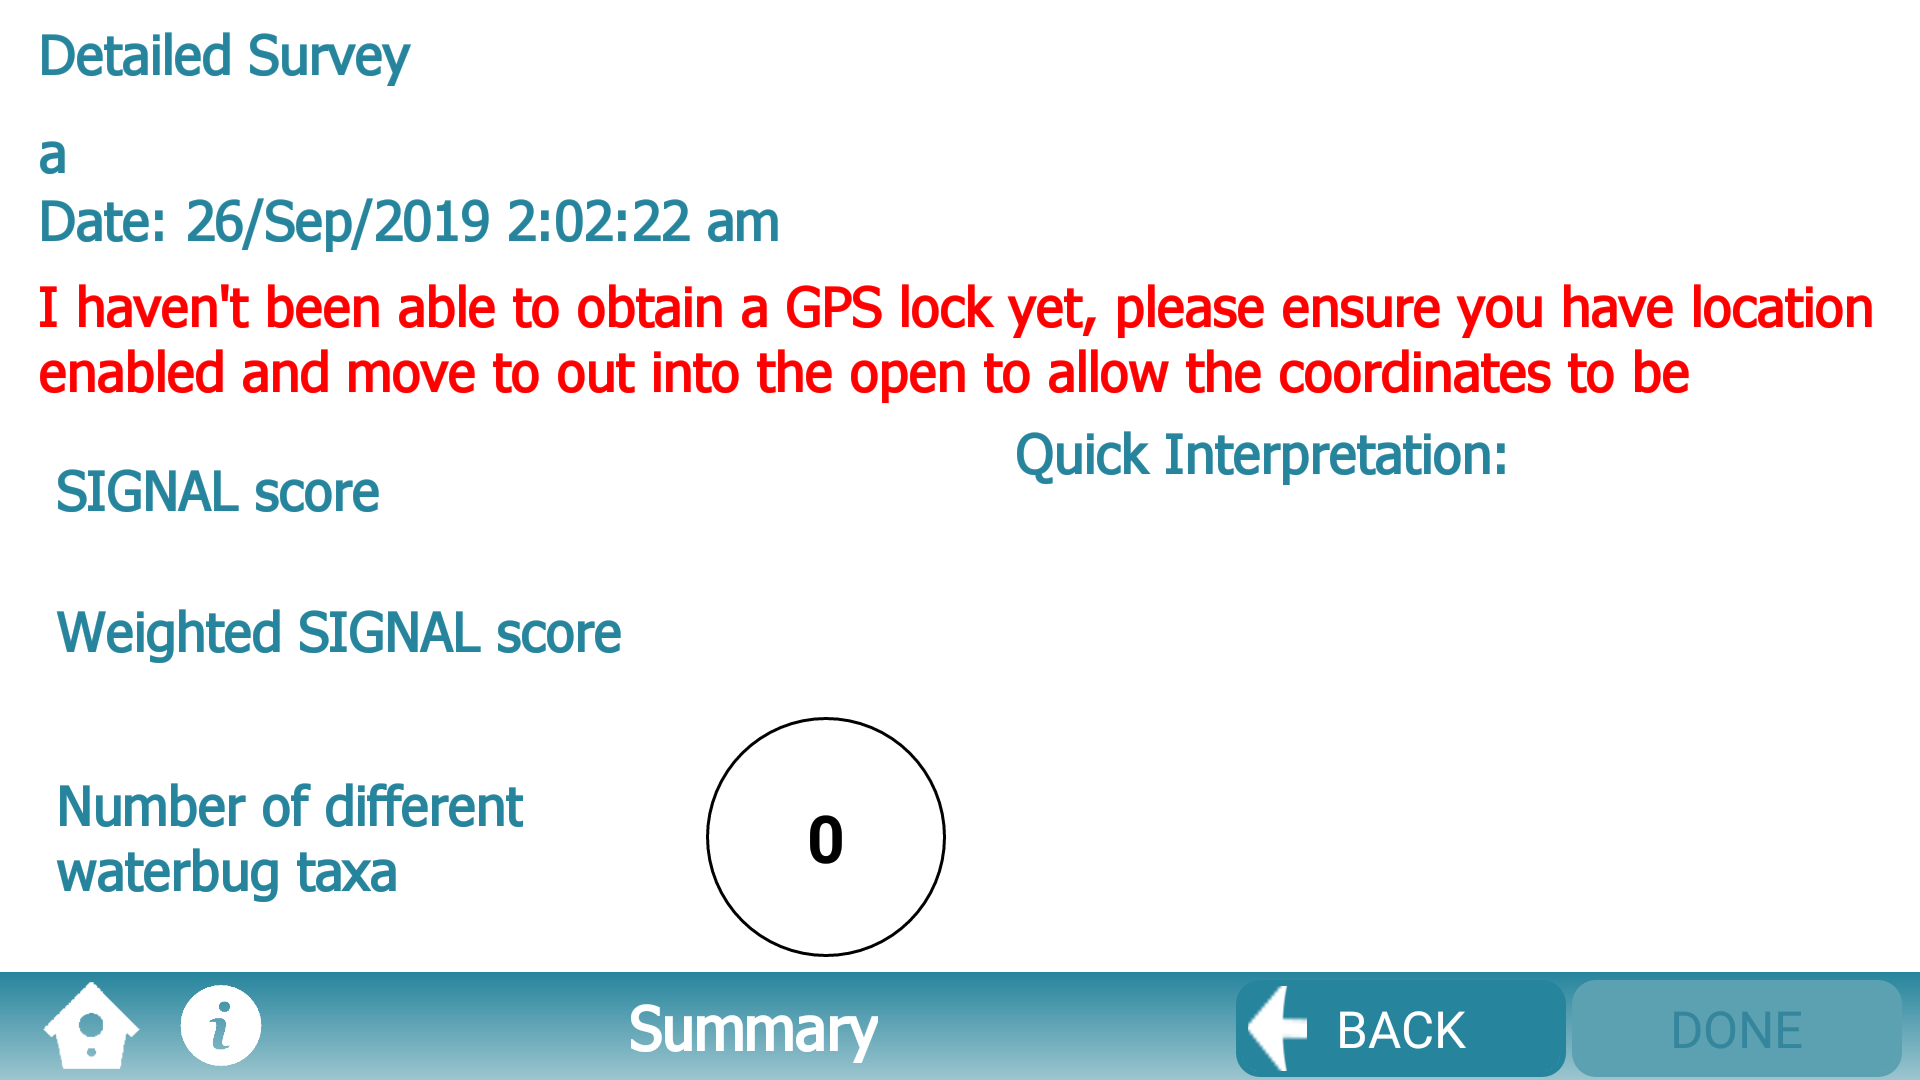 Detailed Survey
a
Date: 26/Sep/2019 2:02:22 am
I haven't been able to obtain a GPS lock yet, please ensure you have location
enabled and move to out into the open to allow the coordinates to be
Quick Interpretation:
SIGNAL score
Weighted SIGNAL score
Number of different
waterbug taxa
0
i
Summary
BACK
DONE